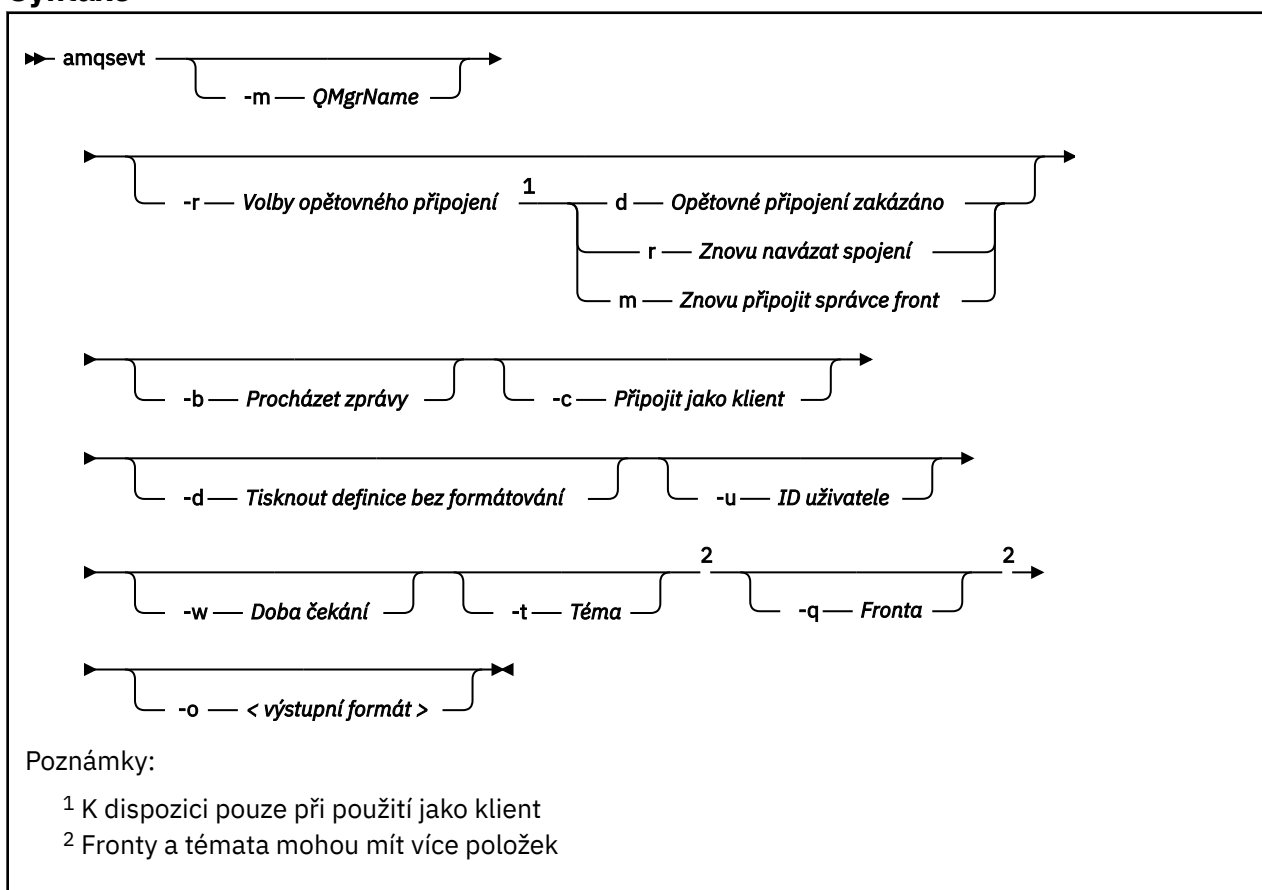 amqsevt
-m QMgrName
-r Volby opětovného připojení 1 d Opětovné připojení zakázáno
r Znovu navázat spojení
m Znovu připojit správce front
-b Procházet zprávy -c Připojit jako klient
-d Tisknout definice bez formátování -u ID uživatele
-w Doba čekání -t Téma 2 -q Fronta 2
-o < výstupní formát >
Poznámky:
1 K dispozici pouze při použití jako klient
2 Fronty a témata mohou mít více položek